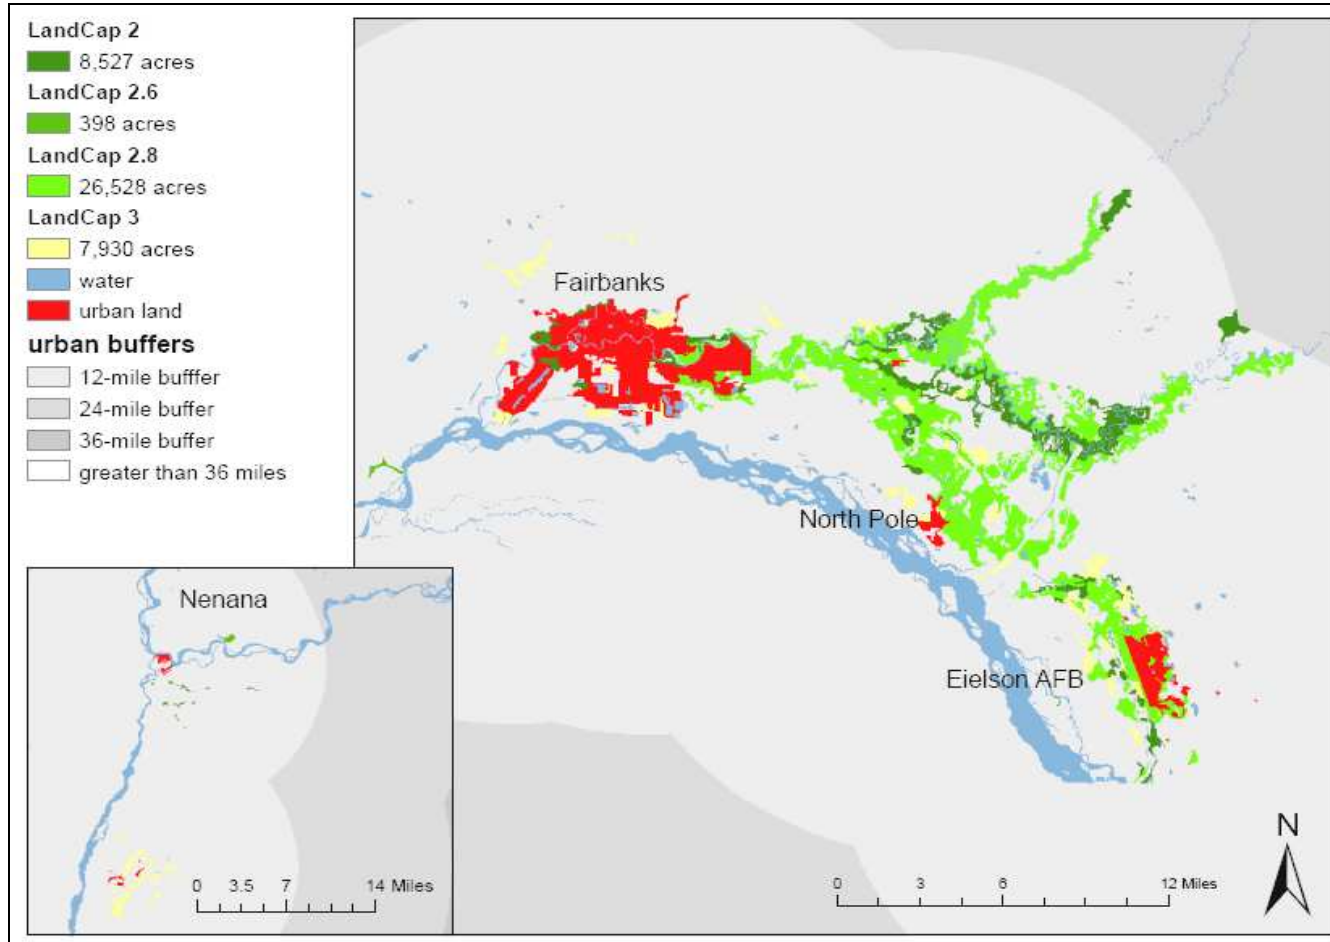 LandCap 2
8,527 acres
LandCap 2.6
398 acres
LandCap 2.8
26,528 acres
LandCap 3
7,930 acres
water
urban land
urban buffers
12-mile bufffer
24-mile buffer
36-mile buffer
greater than 36 miles
Fairbanks
North Pole
Eielson AFB
N
0 3 6 12 Miles
Nenana
0 3.5 7 14 Miles